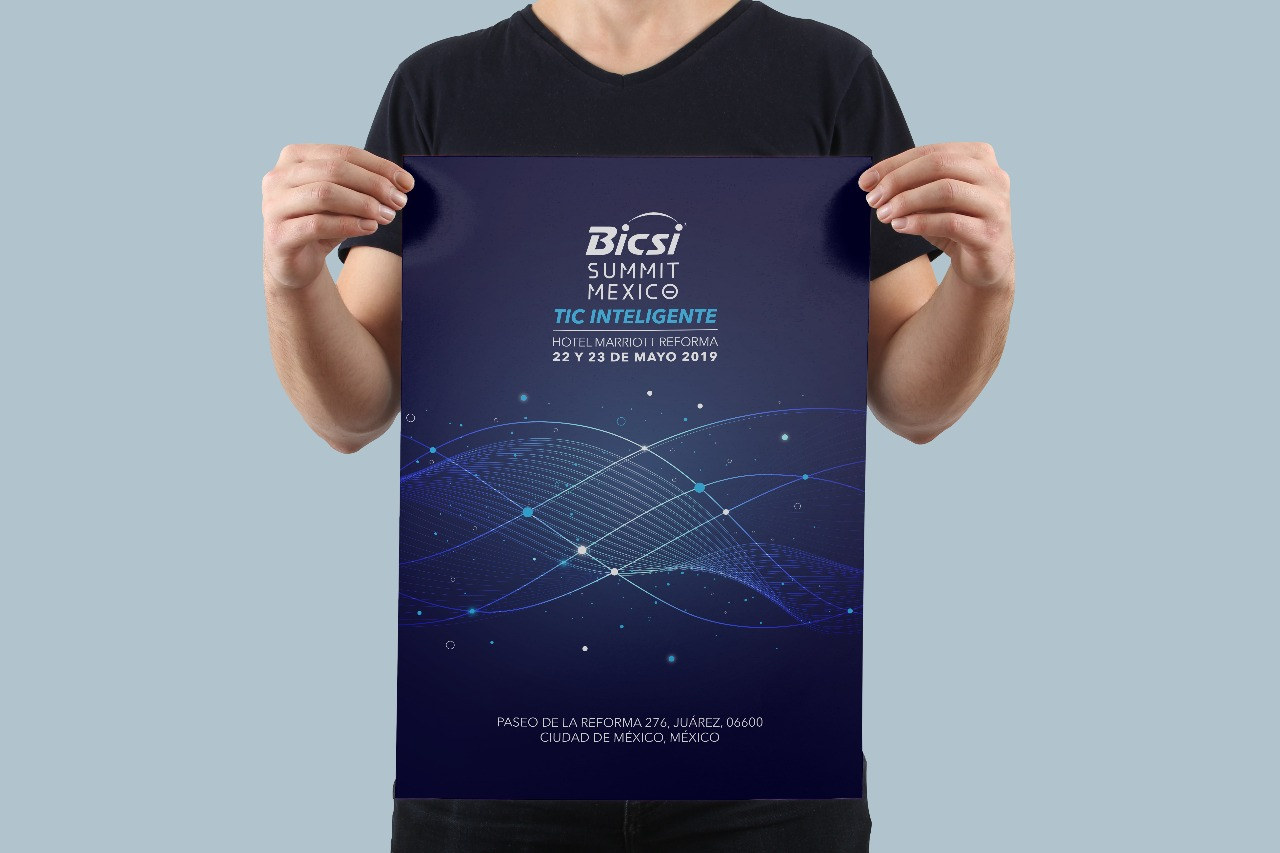 Bicsi
SUMMIT
MEXICO
TIC INTELIGENTE
HOTEL MARRIOTT REFORMA
22 Y 23 DE MAYO 2019
PASEO DE LA REFORMA 276, JUÁREZ, 06600
CIUDAD DE MÉXICO, MÉXICO